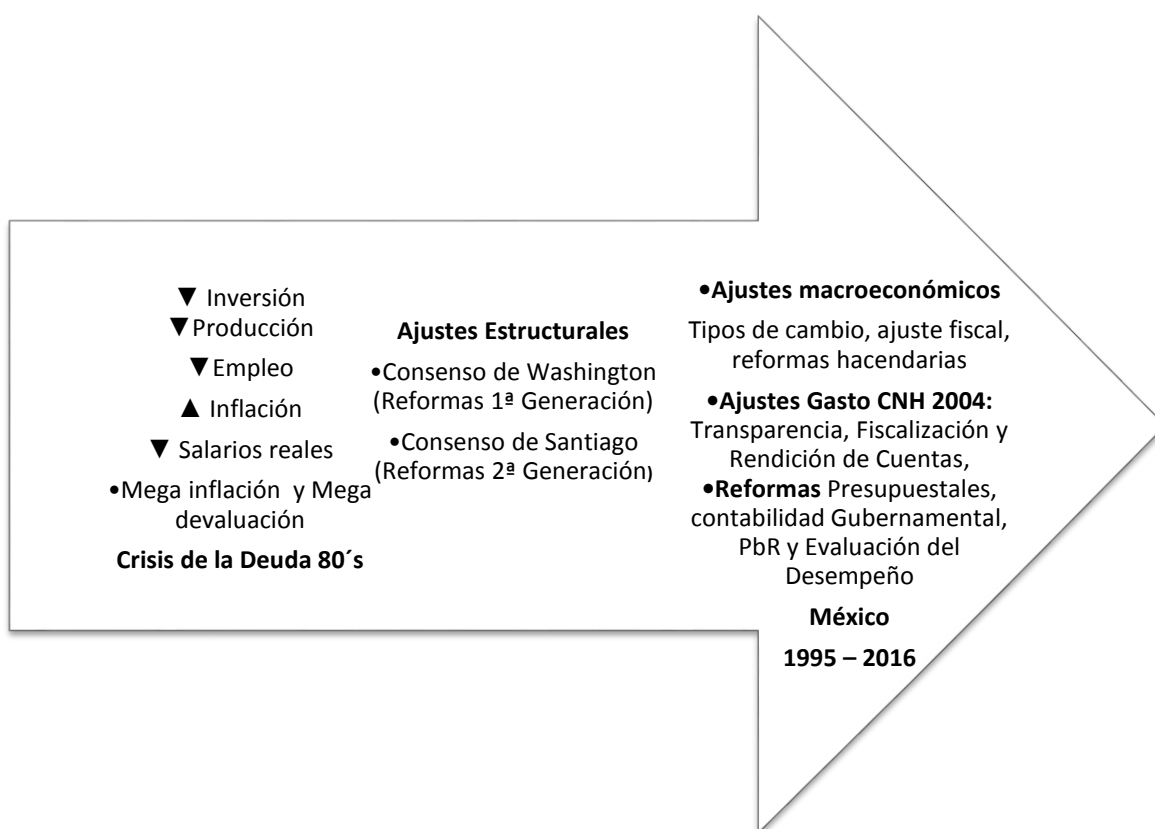 ▼ Inversión
▼Producción
▼Empleo
▲ Inflación
▼ Salarios reales
•Mega inflación y Mega
devaluación
Crisis de la Deuda 80´s
Ajustes Estructurales
•Consenso de Washington
(Reformas 1ª Generación)
•Consenso de Santiago
(Reformas 2ª Generación)
•Ajustes macroeconómicos
Tipos de cambio, ajuste fiscal,
reformas hacendarias
•Ajustes Gasto CNH 2004:
Transparencia, Fiscalización y
Rendición de Cuentas,
•Reformas Presupuestales,
contabilidad Gubernamental,
PbR y Evaluación del
Desempeño
México
1995 – 2016